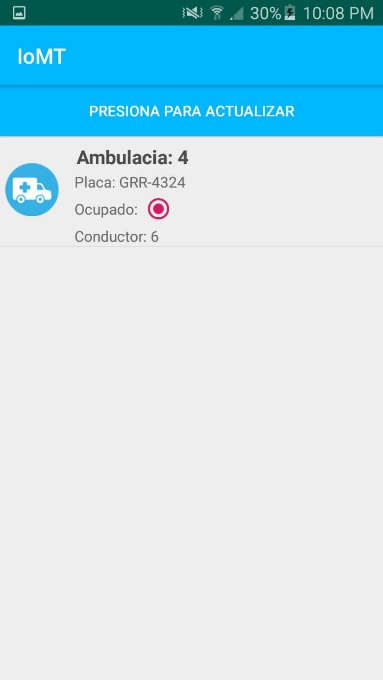 30% 10:08 PM
IoMT
PRESIONA PARA ACTUALIZAR
Ambulacia: 4
Placa: GRR-4324
Ocupado:
Conductor: 6